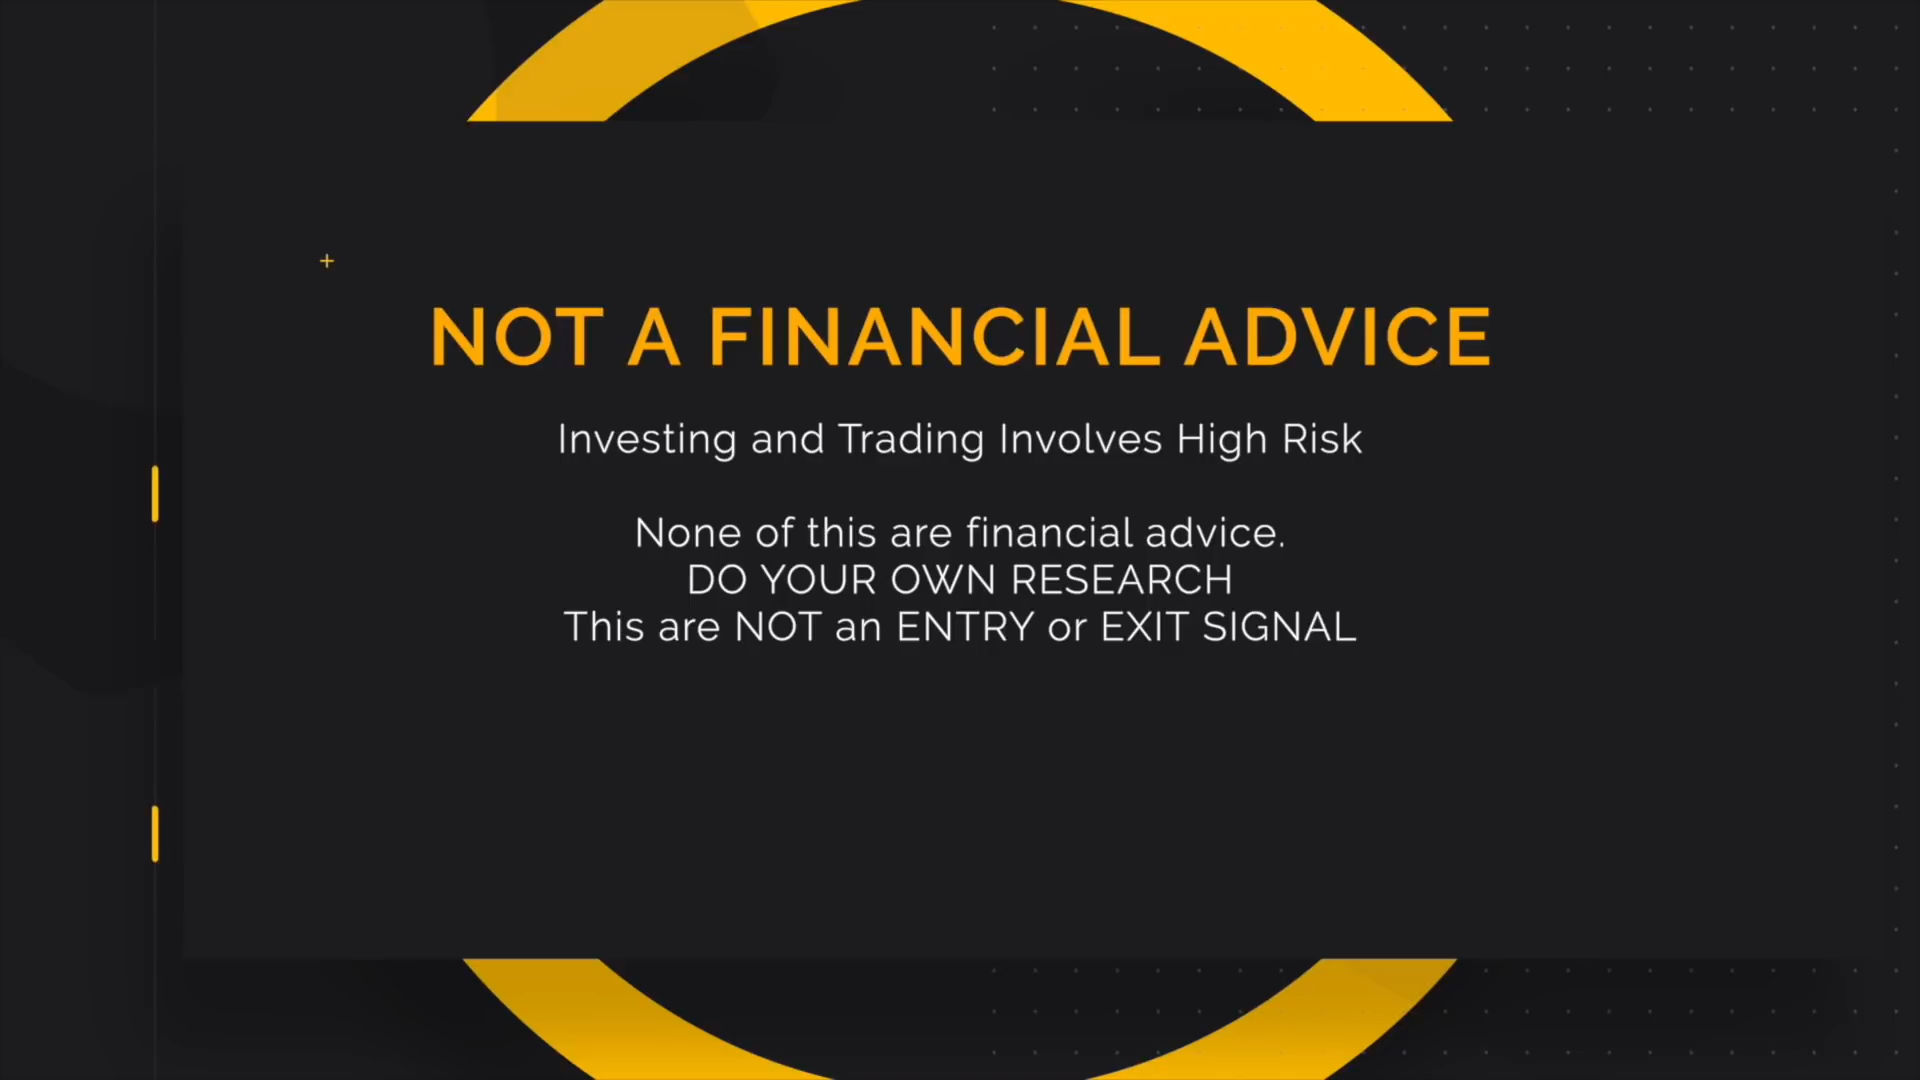 NOT A FINANCIAL ADVICE
Investing and Trading Involves High Risk
None of this are financial advice.
DO YOUR OWN RESEARCH
This are NOT an ENTRY or EXIT SIGNAL